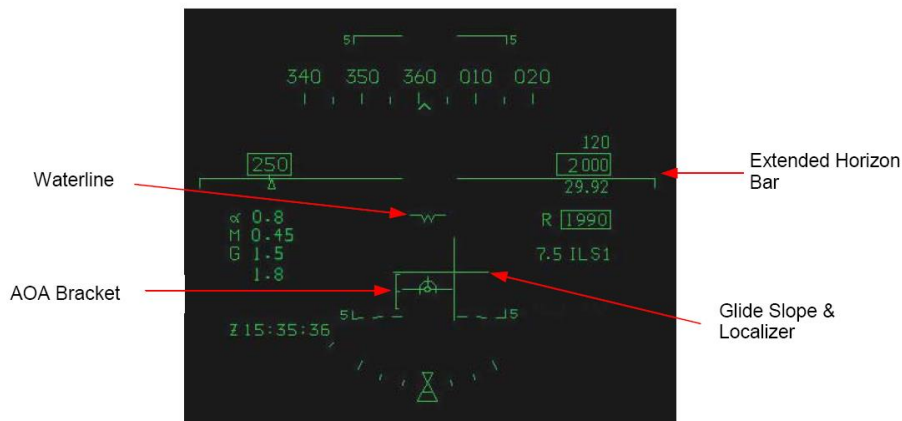 5 5
340 350 360 010 020
120
250 2000
29.92
Waterline
Extended Horizon
Bar
α 0.8
M 0.45
G 1.5
1.8
R 1990
7.5 ILS1
AOA Bracket
Glide Slope &
Localizer
5 5
Z 15:35:36